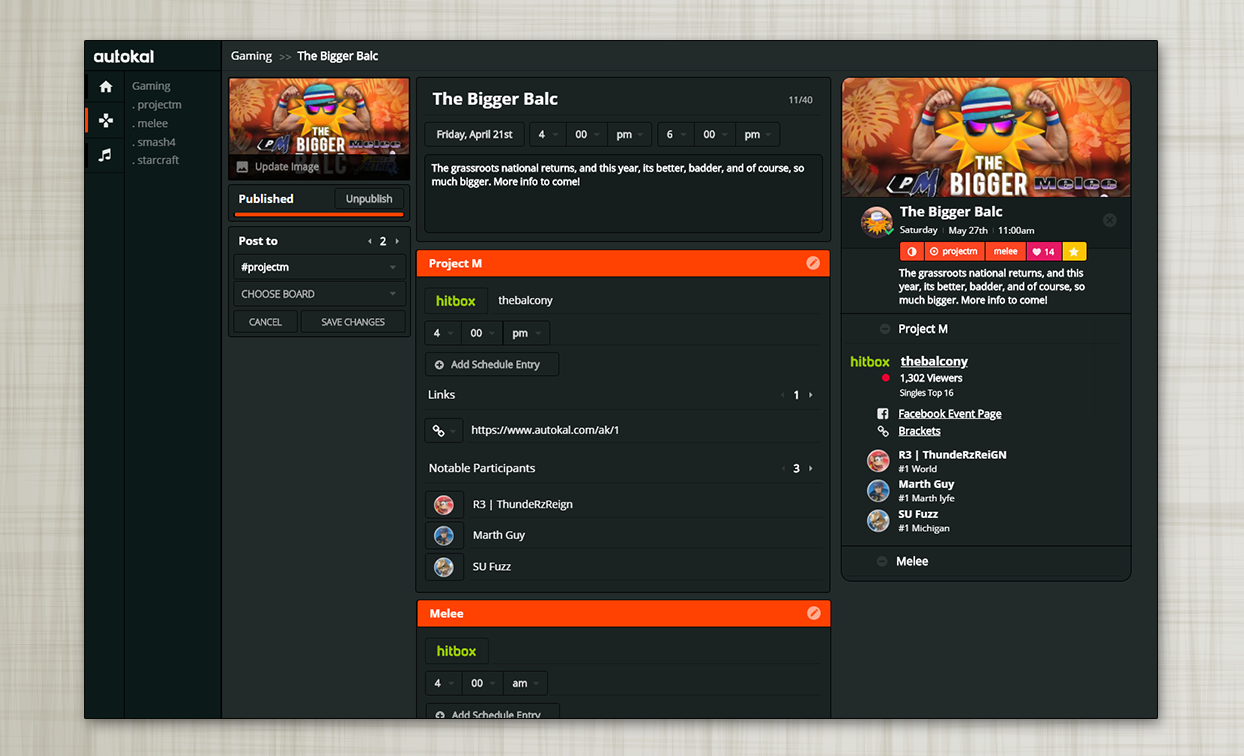 autokal
Gaming >> The Bigger Balc
Gaming
. projectm
. melee
. smash4
. starcraft
THE
PM BIGGER Melee
BALC
Update Image
Published Unpublish
Post to 2
#projectm
CHOOSE BOARD
CANCEL SAVE CHANGES
The Bigger Balc 11/40
Friday, April 21st 4 00 pm 6 00 pm
The grassroots national returns, and this year, its better, badder, and of course, so
much bigger. More info to come!
Project M
hitbox thebalcony
4 00 pm
Add Schedule Entry
Links 1
https://www.autokal.com/ak/1
Notable Participants 3
R3 | ThundeRzReign
Marth Guy
SU Fuzz
Melee
hitbox
4 00 am
Add Schedule Entry
THE
PM BIGGER Melee
The Bigger Balc
Saturday May 27th 11:00am
projectm melee 14
The grassroots national returns, and this
year, its better, badder, and of course, so
much bigger. More info to come!
Project M
hitbox thebalcony
1,302 Viewers
Singles Top 16
Facebook Event Page
Brackets
R3 | ThundeRzReiGN
#1 World
Marth Guy
#1 Marth lyfe
SU Fuzz
#1 Michigan
Melee